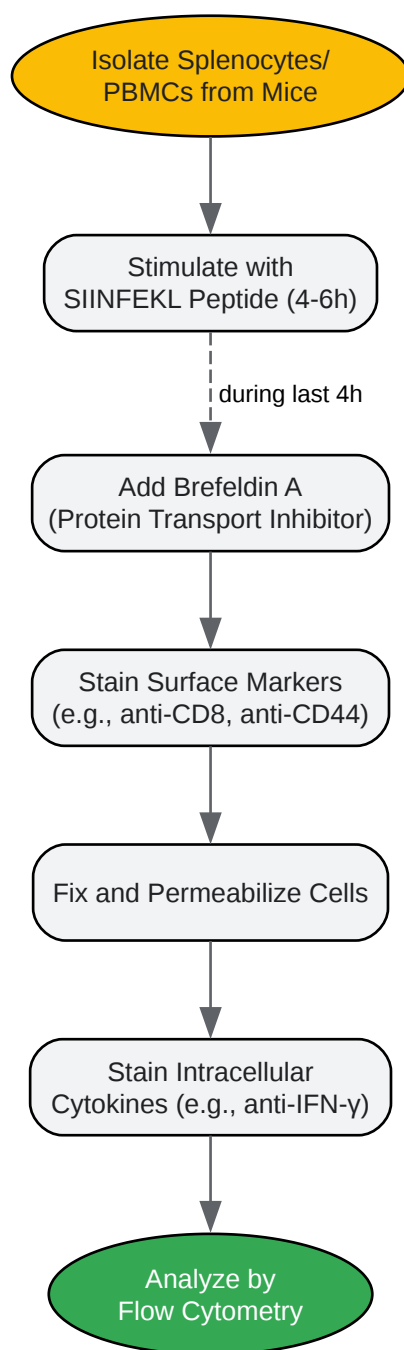 Isolate Splenocytes/
PBMCs from Mice
Stimulate with
SIINFEKL Peptide (4-6h)
during last 4h
Add Brefeldin A
(Protein Transport Inhibitor)
Stain Surface Markers
(e.g., anti-CD8, anti-CD44)
Fix and Permeabilize Cells
Stain Intracellular
Cytokines (e.g., anti-IFN-γ)
Analyze by
Flow Cytometry